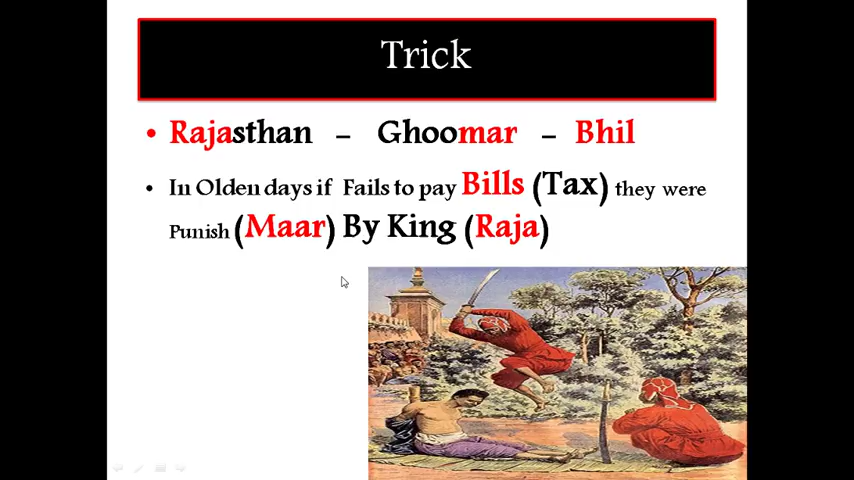 Trick
• Rajasthan – Ghoomar – Bhil
• In Olden days if Fails to pay Bills (Tax) they were
Punish (Maar) By King (Raja)